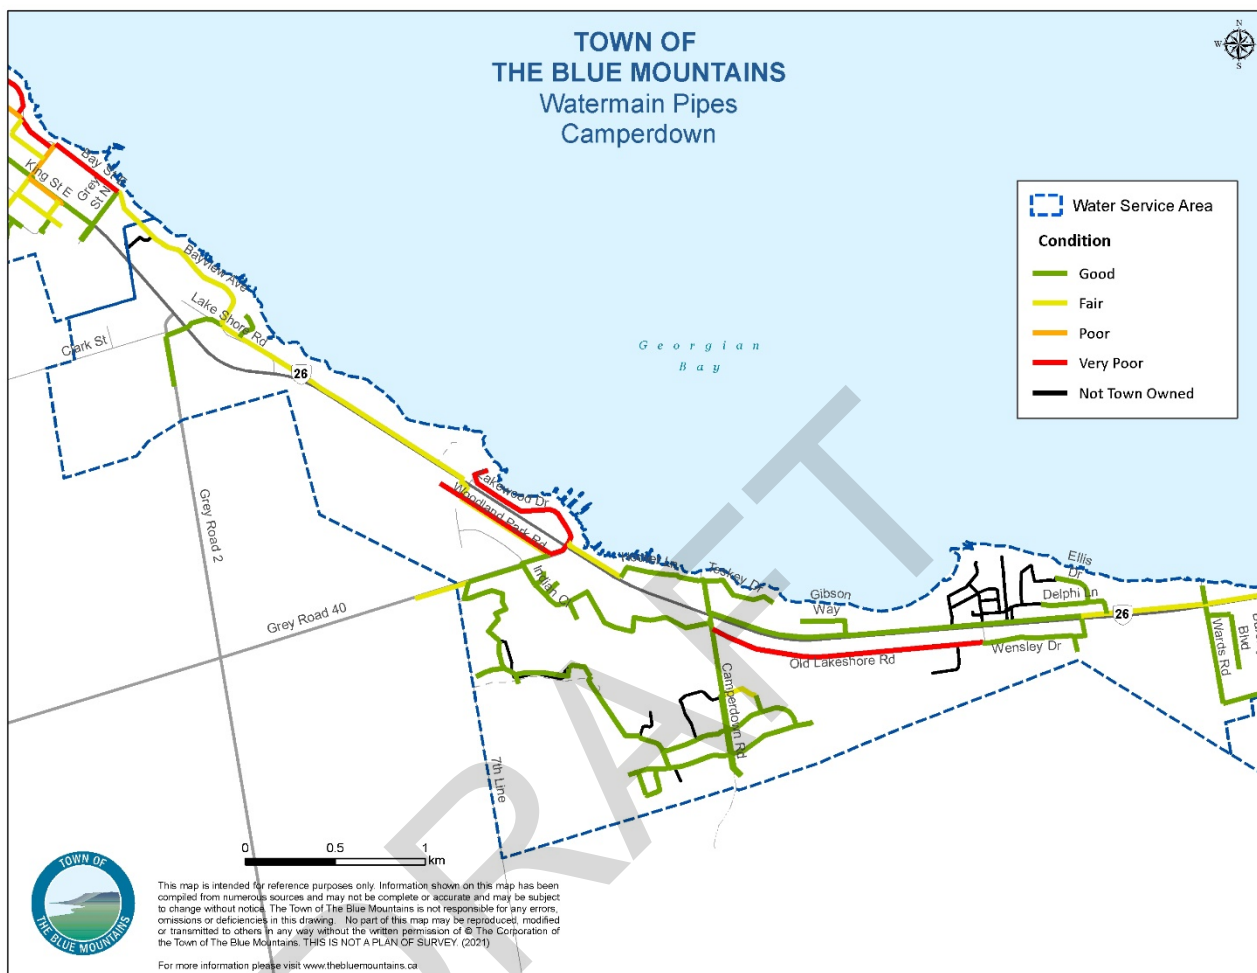 TOWN OF
THE BLUE MOUNTAINS
Watermain Pipes
Camperdown
N
W
S
Water Service Area
Condition
Good
Fair
Poor
Very Poor
Not Town Owned
Bay St E
Grey St N
King St E
Bayview Ave
Lake Shore Rd
Clark St
26
Georgian
Bay
Grey Road 2
Lakewood Dr
Woodland Park Rd
Indian Cr
Teskey Dr
Gibson
Way
Ellis
Dr
Delphi Ln
26
Grey Road 40
Old Lakeshore Rd
Wensley Dr
Wards Rd
Blvd
Camperdown Rd
7th Line
DRAFT
0 0.5 1
km
TOWN OF
THE BLUE MOUNTAINS
This map is intended for reference purposes only. Information shown on this map has been
compiled from numerous sources and may not be complete or accurate and may be subject
to change without notice. The Town of The Blue Mountains is not responsible for any errors,
omissions or deficiencies in this drawing. No part of this map may be reproduced, modified
or transmitted to others in any way without the written permission of © The Corporation of
the Town of The Blue Mountains. THIS IS NOT A PLAN OF SURVEY. (2021)
For more information please visit www.thebluemountains.ca